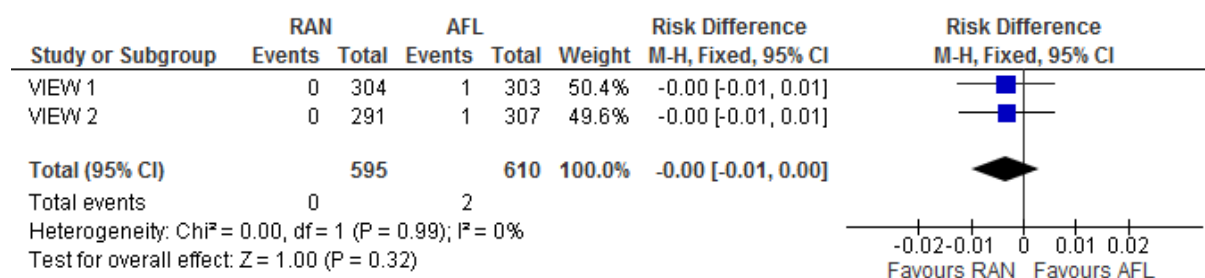 RAN AFL Risk Difference Risk Difference
Study or Subgroup Events Total Events Total Weight M-H, Fixed, 95% CI M-H, Fixed, 95% CI
VIEW 1 0 304 1 303 50.4% -0.00 [-0.01, 0.01]
VIEW 2 0 291 1 307 49.6% -0.00 [-0.01, 0.01]
Total (95% CI) 595 610 100.0% -0.00 [-0.01, 0.00]
Total events 0 2
Heterogeneity: Chi² = 0.00, df = 1 (P = 0.99); I² = 0%
Test for overall effect: Z = 1.00 (P = 0.32)
-0.02 -0.01 0 0.01 0.02
Favours RAN Favours AFL